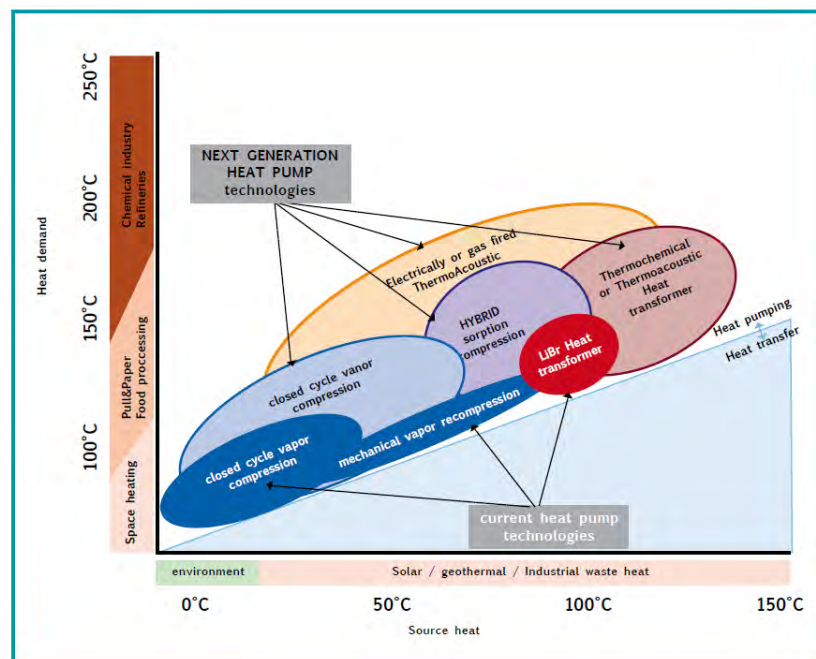 250°C
200°C
150°C
100°C
Heat demand
Chemical industry
Refineries
Pull&Paper
Food proccessing
Space heating
NEXT GENERATION
HEAT PUMP
technologies
Electrically or gas fired
ThermoAcoustic
Thermochemical
or Thermoacoustic
Heat
transformer
HYBRID
sorption
compression
LiBr Heat
transformer
Heat pumping
Heat transfer
closed cycle vanor
compression
mechanical vapor recompression
closed cycle vapor
compression
current heat pump
technologies
environment
Solar / geothermal / Industrial waste heat
0°C
50°C
100°C
150°C
Source heat